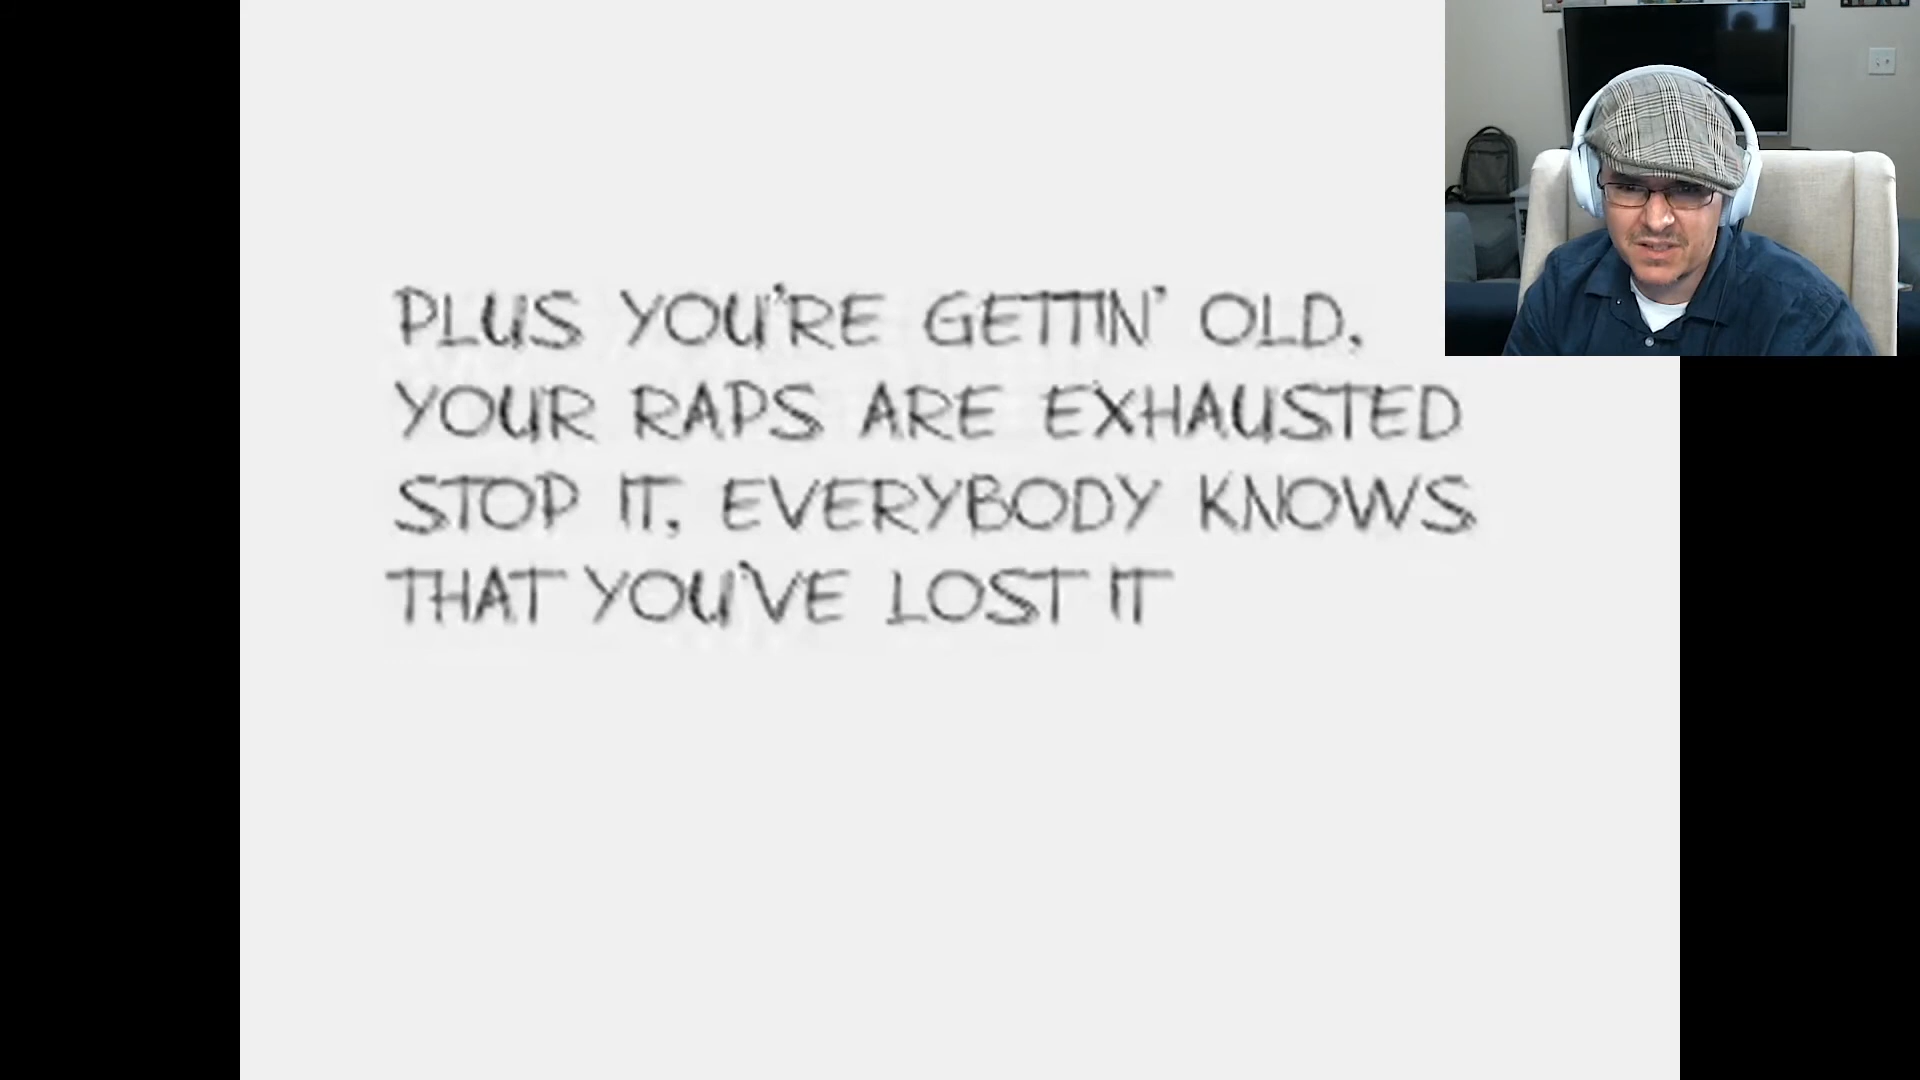 PLUS YOU'RE GETTIN' OLD,
YOUR RAPS ARE EXHAUSTED
STOP IT, EVERYBODY KNOWS
THAT YOU'VE LOST IT